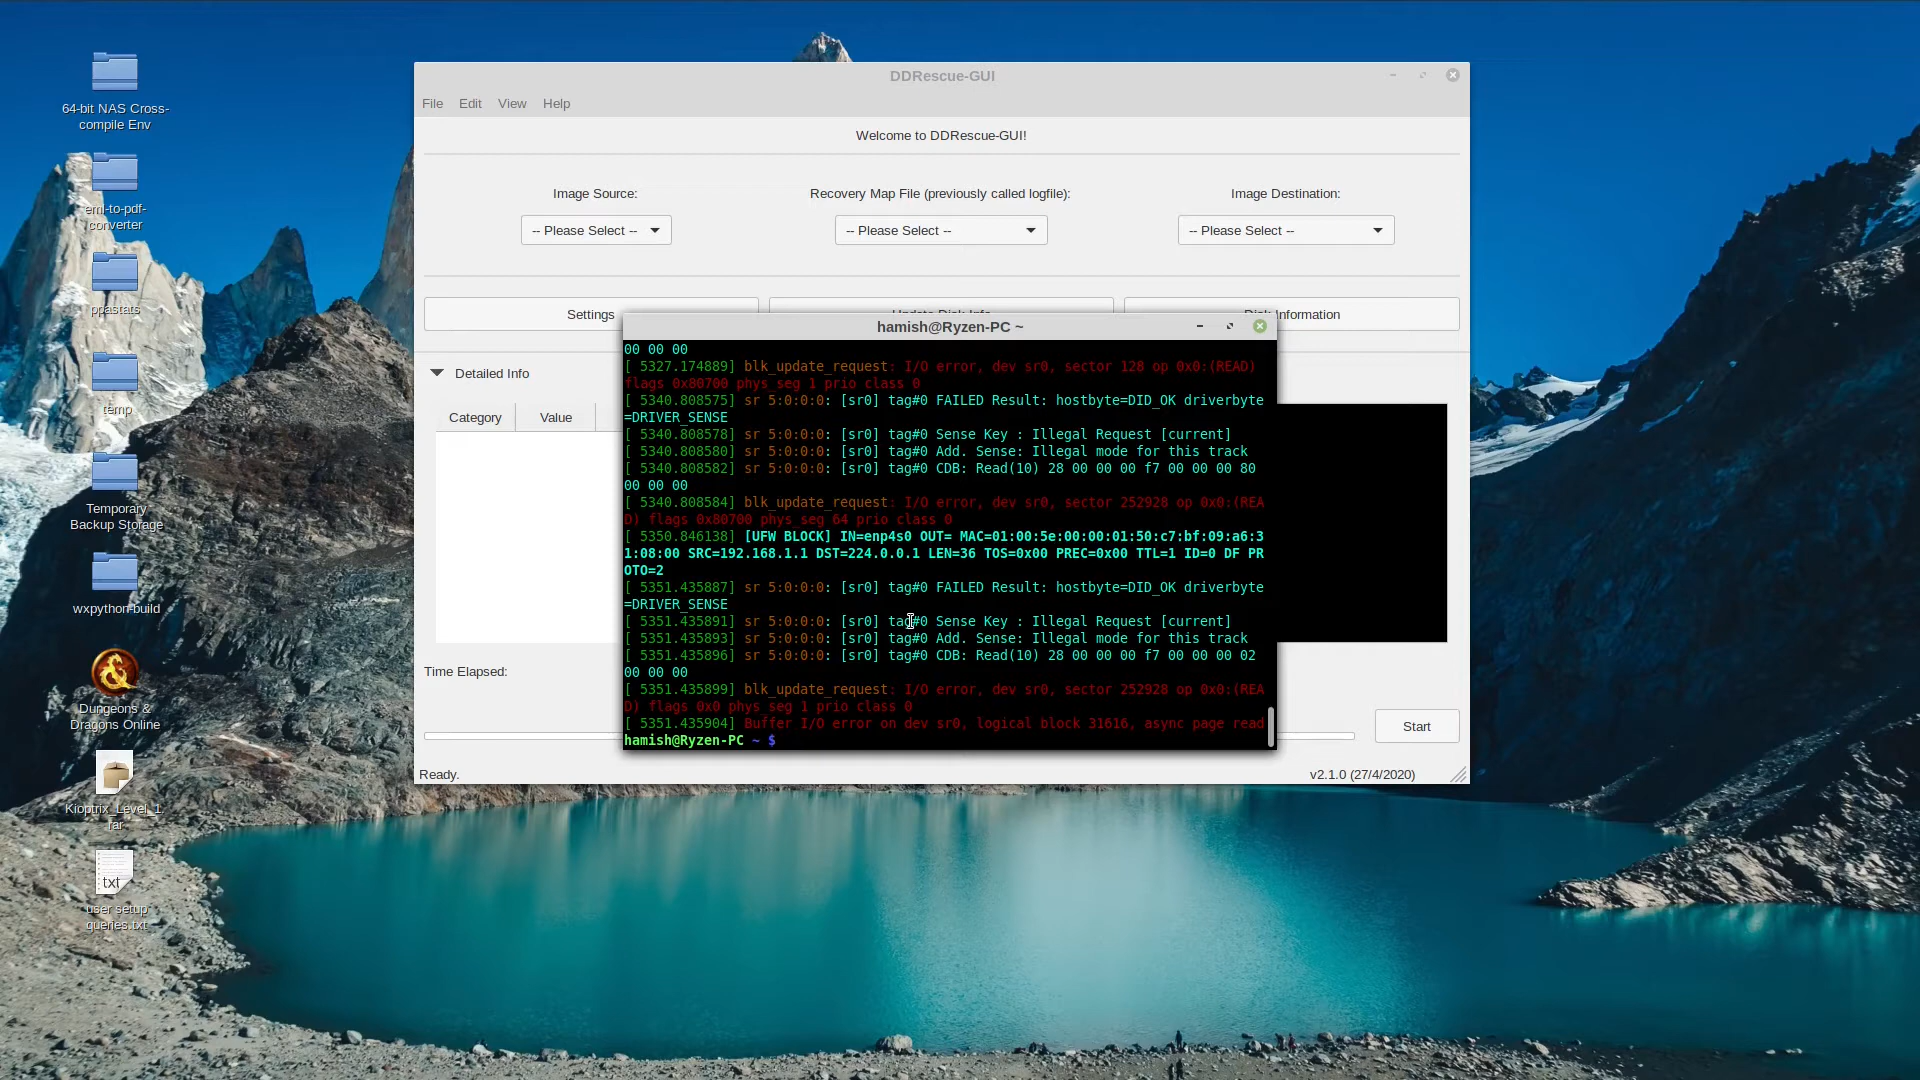 64-bit NAS Cross-
compile Env
eml-to-pdf-
converter
ppastats
temp
Temporary
Backup Storage
wxpython-build
Dungeons &
Dragons Online
Kioptrix_Level_1.
rar
txt
user setup
queries.txt
DDRescue-GUI
File Edit View Help
Welcome to DDRescue-GUI!
Image Source: Recovery Map File (previously called logfile): Image Destination:
-- Please Select -- -- Please Select -- -- Please Select --
Settings Update Disk Info Disk Information
Detailed Info
Category Value
Time Elapsed:
Start
Ready. v2.1.0 (27/4/2020)
hamish@Ryzen-PC ~
00 00 00
[ 5327.174889] blk_update_request: I/O error, dev sr0, sector 128 op 0x0:(READ)
flags 0x80700 phys_seg 1 prio class 0
[ 5340.808575] sr 5:0:0:0: [sr0] tag#0 FAILED Result: hostbyte=DID_OK driverbyte
=DRIVER_SENSE
[ 5340.808578] sr 5:0:0:0: [sr0] tag#0 Sense Key : Illegal Request [current]
[ 5340.808580] sr 5:0:0:0: [sr0] tag#0 Add. Sense: Illegal mode for this track
[ 5340.808582] sr 5:0:0:0: [sr0] tag#0 CDB: Read(10) 28 00 00 00 f7 00 00 00 80
00 00 00
[ 5340.808584] blk_update_request: I/O error, dev sr0, sector 252928 op 0x0:(REA
D) flags 0x80700 phys_seg 64 prio class 0
[ 5350.846138] [UFW BLOCK] IN=enp4s0 OUT= MAC=01:00:5e:00:00:01:50:c7:bf:09:a6:3
1:08:00 SRC=192.168.1.1 DST=224.0.0.1 LEN=36 TOS=0x00 PREC=0x00 TTL=1 ID=0 DF PR
OTO=2
[ 5351.435887] sr 5:0:0:0: [sr0] tag#0 FAILED Result: hostbyte=DID_OK driverbyte
=DRIVER_SENSE
[ 5351.435891] sr 5:0:0:0: [sr0] tag#0 Sense Key : Illegal Request [current]
[ 5351.435893] sr 5:0:0:0: [sr0] tag#0 Add. Sense: Illegal mode for this track
[ 5351.435896] sr 5:0:0:0: [sr0] tag#0 CDB: Read(10) 28 00 00 00 f7 00 00 00 02
00 00 00
[ 5351.435899] blk_update_request: I/O error, dev sr0, sector 252928 op 0x0:(REA
D) flags 0x0 phys_seg 1 prio class 0
[ 5351.435904] Buffer I/O error on dev sr0, logical block 31616, async page read
hamish@Ryzen-PC ~ $